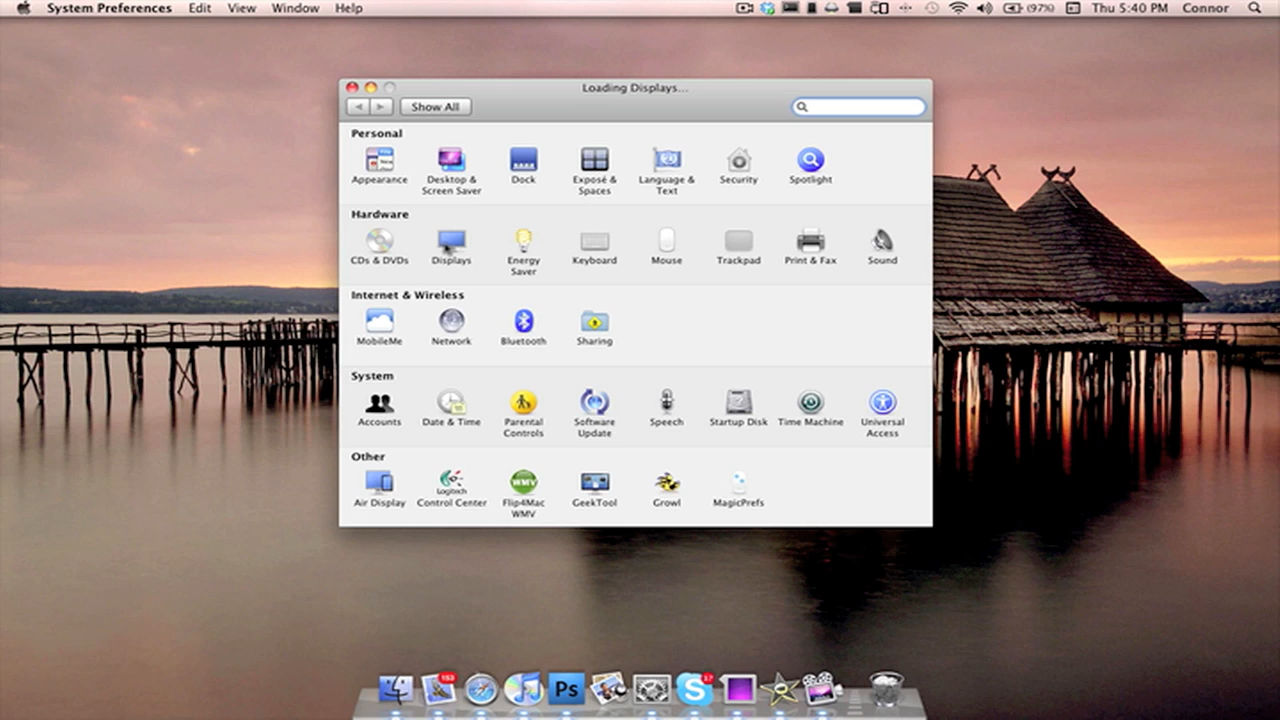 System Preferences Edit View Window Help (97%) Thu 5:40 PM Connor
Loading Displays...
Show All
Personal
Appearance
Desktop &
Screen Saver
Dock
Exposé &
Spaces
Language &
Text
Security
Spotlight
Hardware
CDs & DVDs
Displays
Energy
Saver
Keyboard
Mouse
Trackpad
Print & Fax
Sound
Internet & Wireless
MobileMe
Network
Bluetooth
Sharing
System
Accounts
Date & Time
Parental
Controls
Software
Update
Speech
Startup Disk
Time Machine
Universal
Access
Other
Air Display
Logitech
Control Center
WMV
Flip4Mac
WMV
GeekTool
Growl
MagicPrefs
153
Ps
17